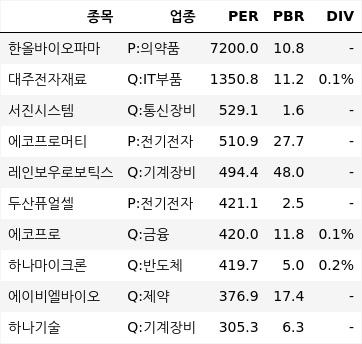 종목 업종 PER PBR DIV
한올바이오파마 P:의약품 7200.0 10.8 -
대주전자재료 Q:IT부품 1350.8 11.2 0.1%
서진시스템 Q:통신장비 529.1 1.6 -
에코프로머티 P:전기전자 510.9 27.7 -
레인보우로보틱스 Q:기계장비 494.4 48.0 -
두산퓨얼셀 P:전기전자 421.1 2.5 -
에코프로 Q:금융 420.0 11.8 0.1%
하나마이크론 Q:반도체 419.7 5.0 0.2%
에이비엘바이오 Q:제약 376.9 17.4 -
하나기술 Q:기계장비 305.3 6.3 -